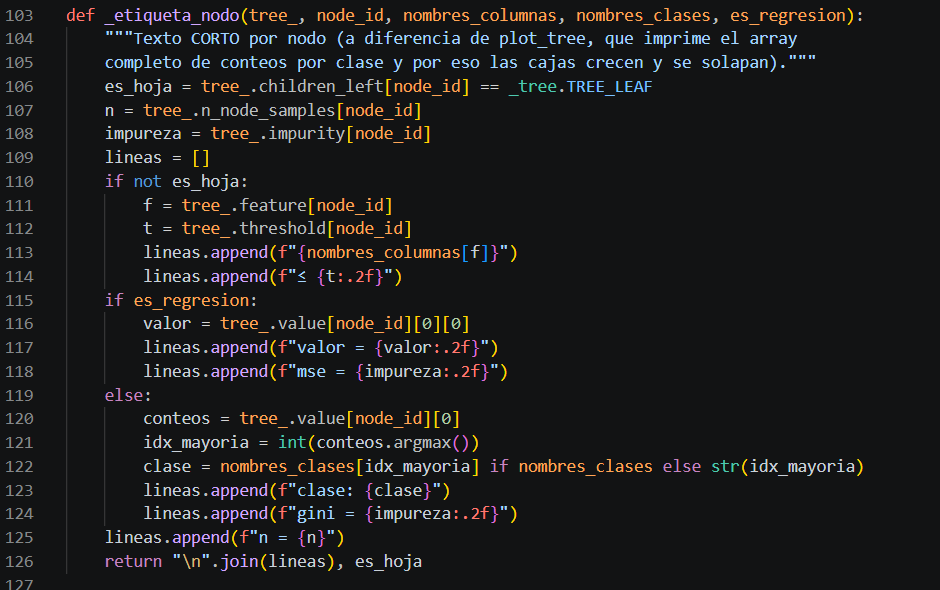 103 def _etiqueta_nodo(tree_, node_id, nombres_columnas, nombres_clases, es_regresion):
104     """Texto CORTO por nodo (a diferencia de plot_tree, que imprime el array
105     completo de conteos por clase y por eso las cajas crecen y se solapan)."""
106     es_hoja = tree_.children_left[node_id] == _tree.TREE_LEAF
107     n = tree_.n_node_samples[node_id]
108     impureza = tree_.impurity[node_id]
109     lineas = []
110     if not es_hoja:
111         f = tree_.feature[node_id]
112         t = tree_.threshold[node_id]
113         lineas.append(f"{nombres_columnas[f]}")
114         lineas.append(f"≤ {t:.2f}")
115     if es_regresion:
116         valor = tree_.value[node_id][0][0]
117         lineas.append(f"valor = {valor:.2f}")
118         lineas.append(f"mse = {impureza:.2f}")
119     else:
120         conteos = tree_.value[node_id][0]
121         idx_mayoria = int(conteos.argmax())
122         clase = nombres_clases[idx_mayoria] if nombres_clases else str(idx_mayoria)
123         lineas.append(f"clase: {clase}")
124         lineas.append(f"gini = {impureza:.2f}")
125     lineas.append(f"n = {n}")
126     return "\n".join(lineas), es_hoja
127